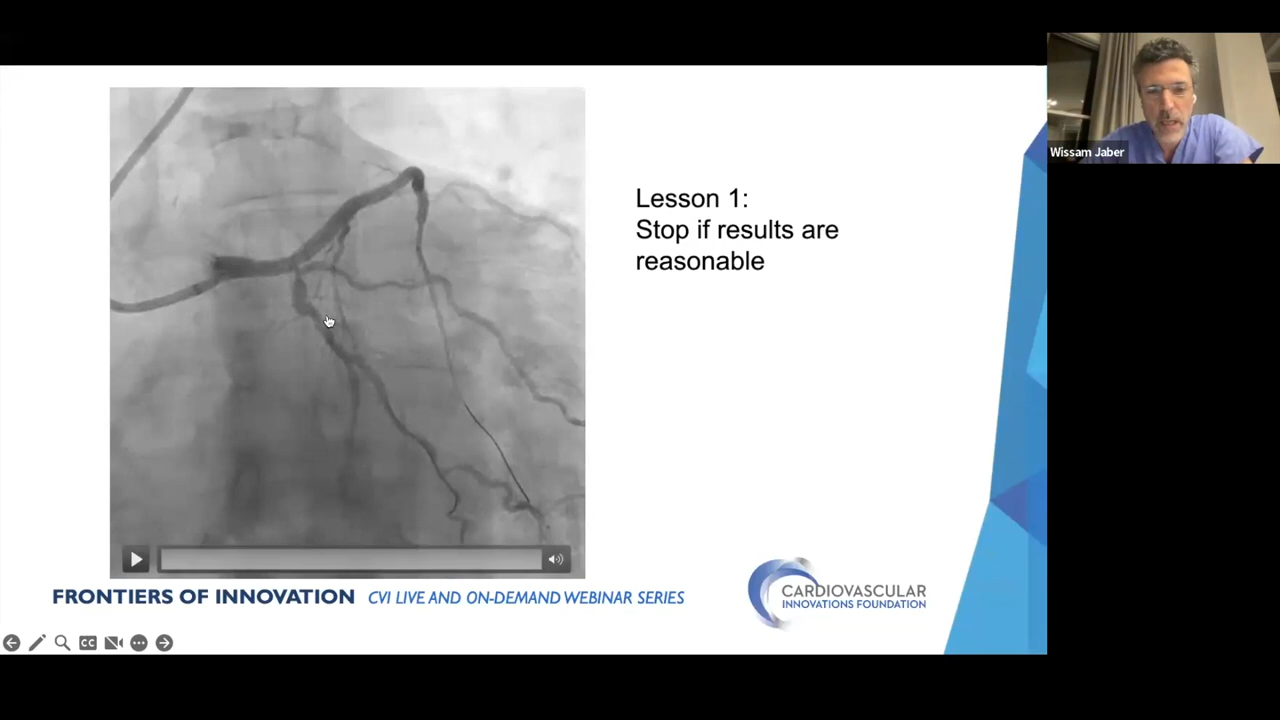 Wissam Jaber
Lesson 1:
Stop if results are
reasonable
FRONTIERS OF INNOVATION CVI LIVE AND ON-DEMAND WEBINAR SERIES
CARDIOVASCULAR
INNOVATIONS FOUNDATION
CC